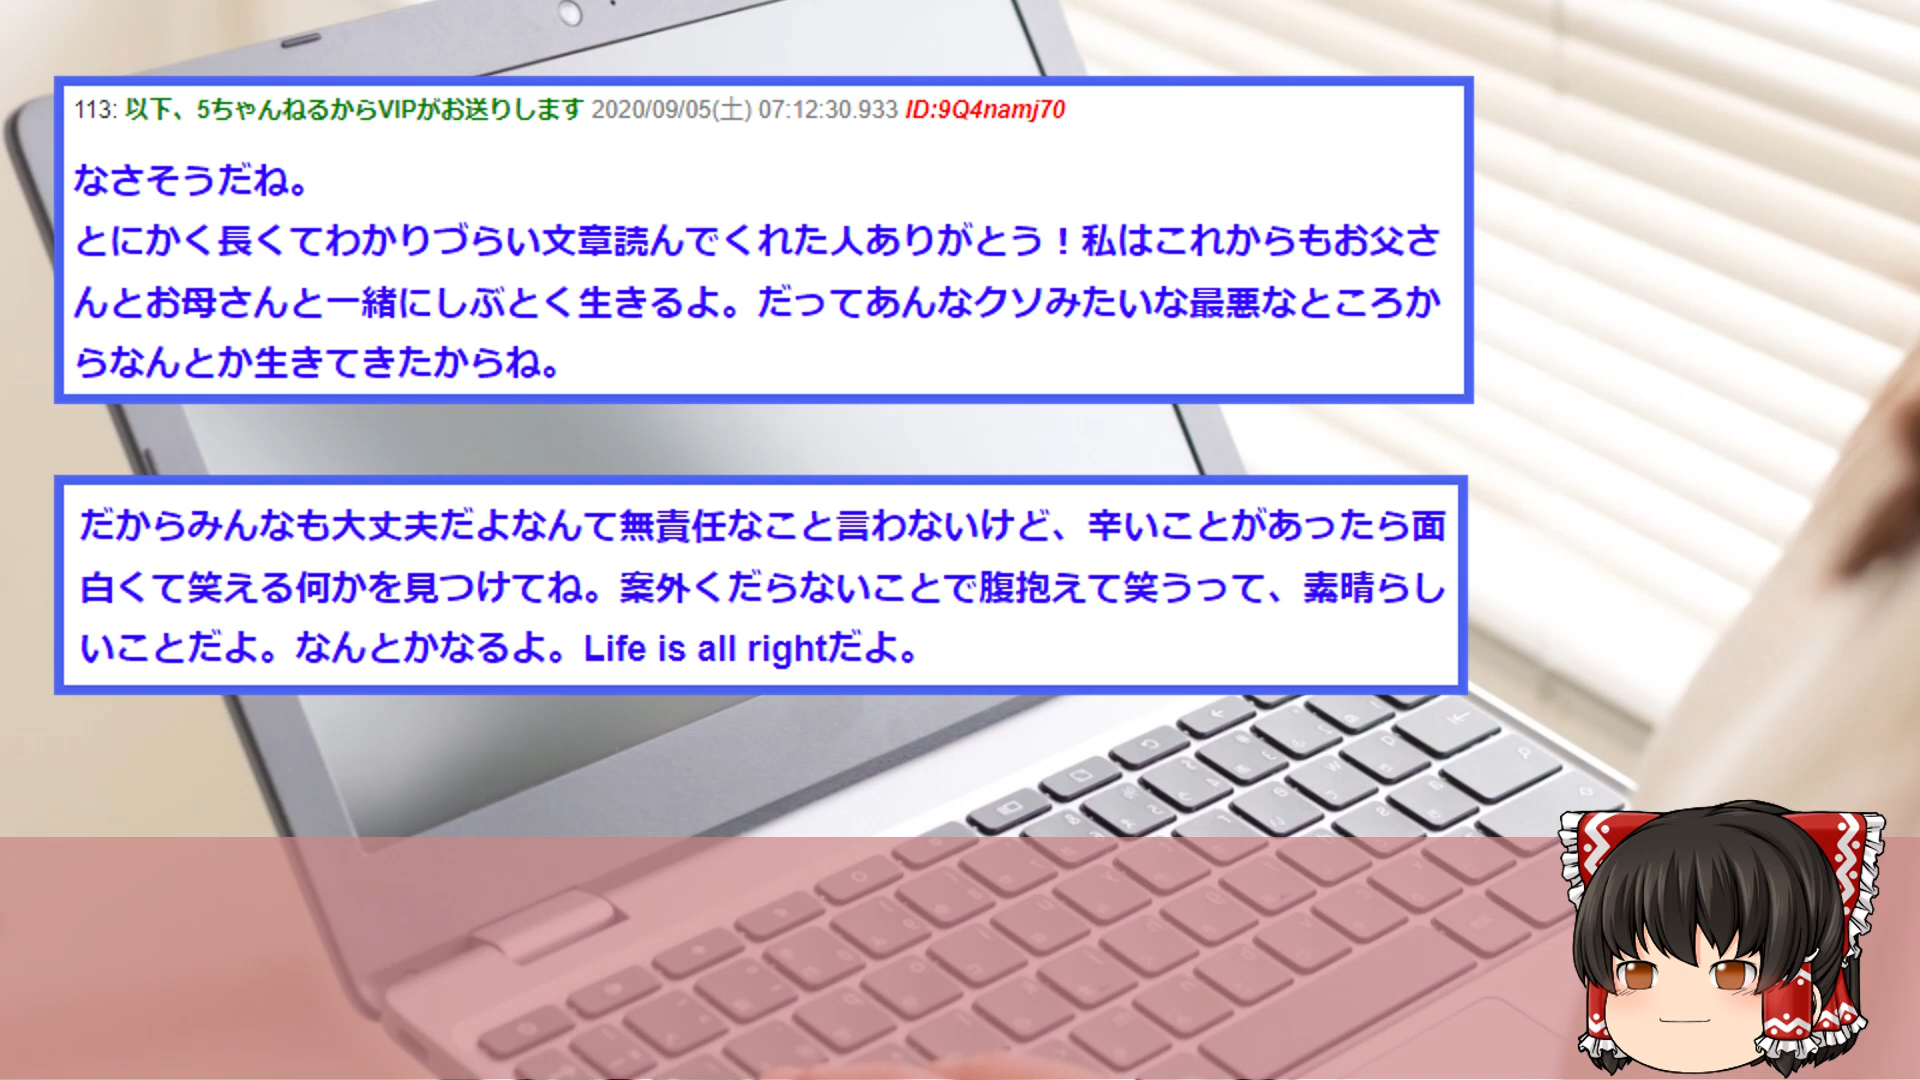 113: 以下、5ちゃんねるからVIPがお送りします 2020/09/05(土) 07:12:30.933 ID:9Q4namj70
なさそうだね。
とにかく長くてわかりづらい文章読んでくれた人ありがとう！私はこれからもお父さ
んとお母さんと一緒にしぶとく生きるよ。だってあんなクソみたいな最悪なところか
らなんとか生きてきたからね。
だからみんなも大丈夫だよなんて無責任なこと言わないけど、辛いことがあったら面
白くて笑える何かを見つけてね。案外くだらないことで腹抱えて笑うって、素晴らし
いことだよ。なんとかなるよ。Life is all rightだよ。